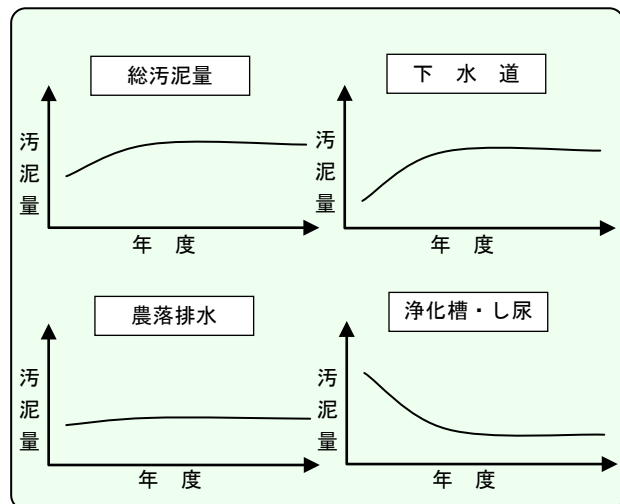 総汚泥量
汚泥量
年 度
下 水 道
汚泥量
年 度
農落排水
汚泥量
年 度
浄化槽・し尿
汚泥量
年 度